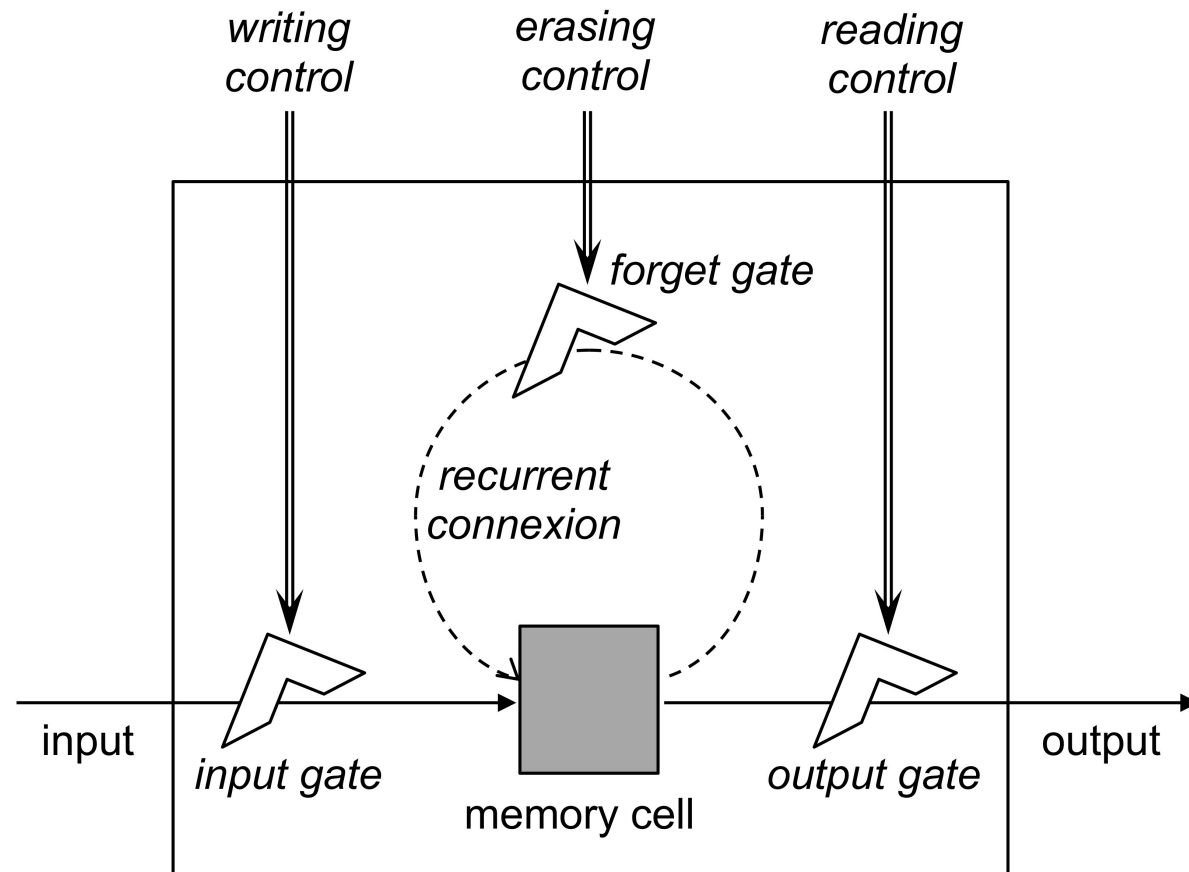 writing
control
erasing
control
reading
control
forget gate
recurrent
connexion
input
input gate
memory cell
output gate
output